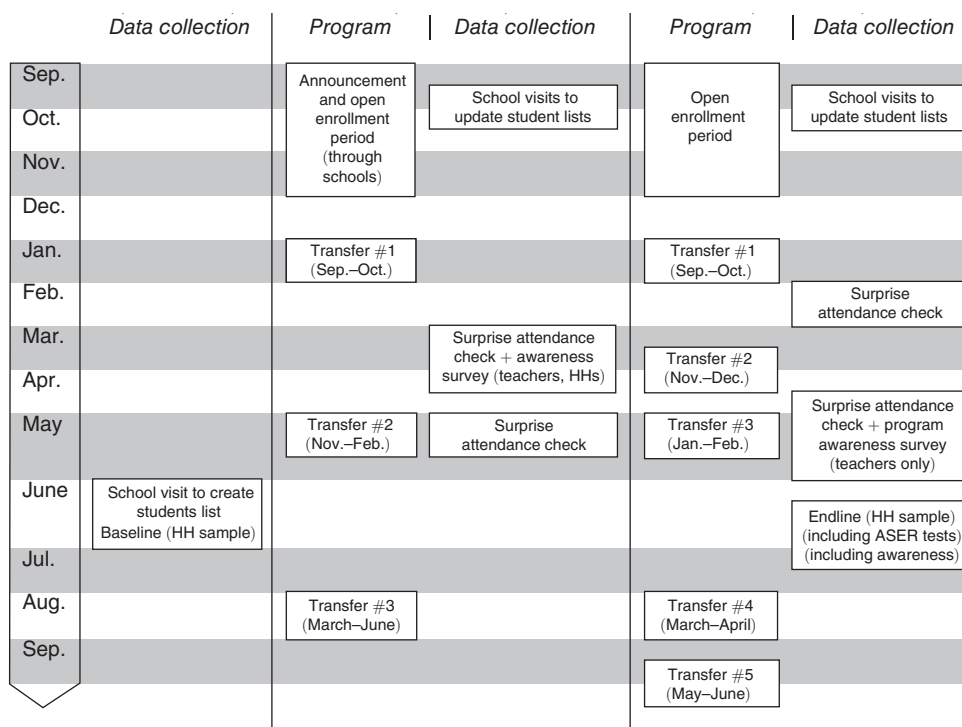 Data collection
Program
Data collection
Program
Data collection
Sep.
Oct.
Nov.
Dec.
Jan.
Feb.
Mar.
Apr.
May
June
Jul.
Aug.
Sep.
School visit to create
students list
Baseline (HH sample)
Announcement
and open
enrollment
period
(through
schools)
Transfer #1
(Sep.–Oct.)
Transfer #2
(Nov.–Feb.)
Transfer #3
(March–June)
School visits to
update student lists
Surprise attendance
check + awareness
survey (teachers, HHs)
Surprise
attendance check
Open
enrollment
period
Transfer #1
(Sep.–Oct.)
Transfer #2
(Nov.–Dec.)
Transfer #3
(Jan.–Feb.)
Transfer #4
(March–April)
Transfer #5
(May–June)
School visits to
update student lists
Surprise
attendance check
Surprise attendance
check + program
awareness survey
(teachers only)
Endline (HH sample)
(including ASER tests)
(including awareness)